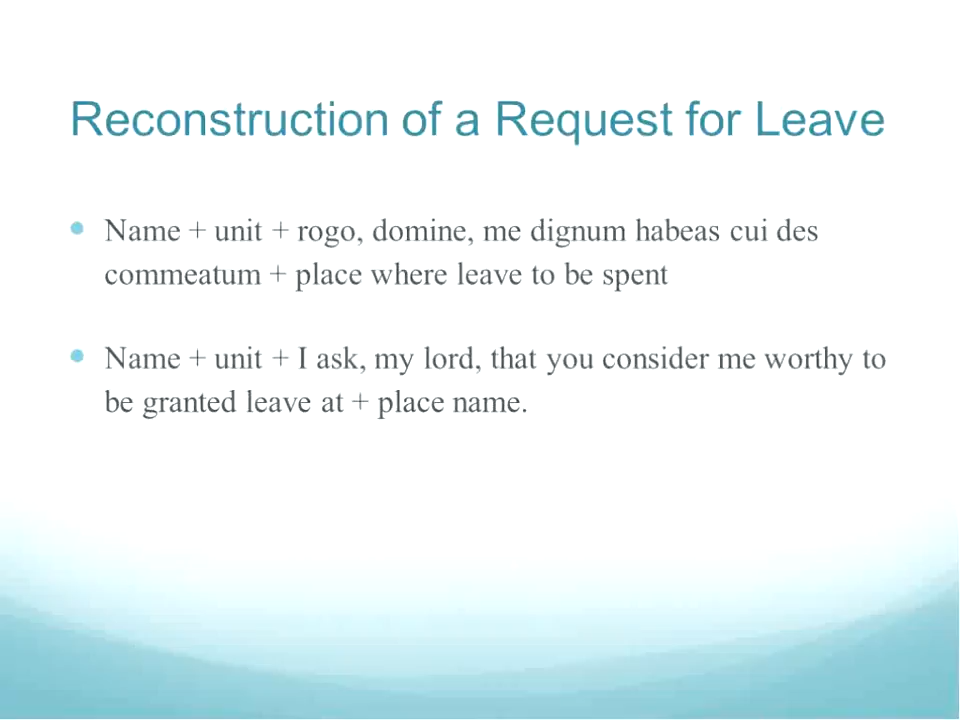 Reconstruction of a Request for Leave
Name + unit + rogo, domine, me dignum habeas cui des
commeatum + place where leave to be spent
Name + unit + I ask, my lord, that you consider me worthy to
be granted leave at + place name.